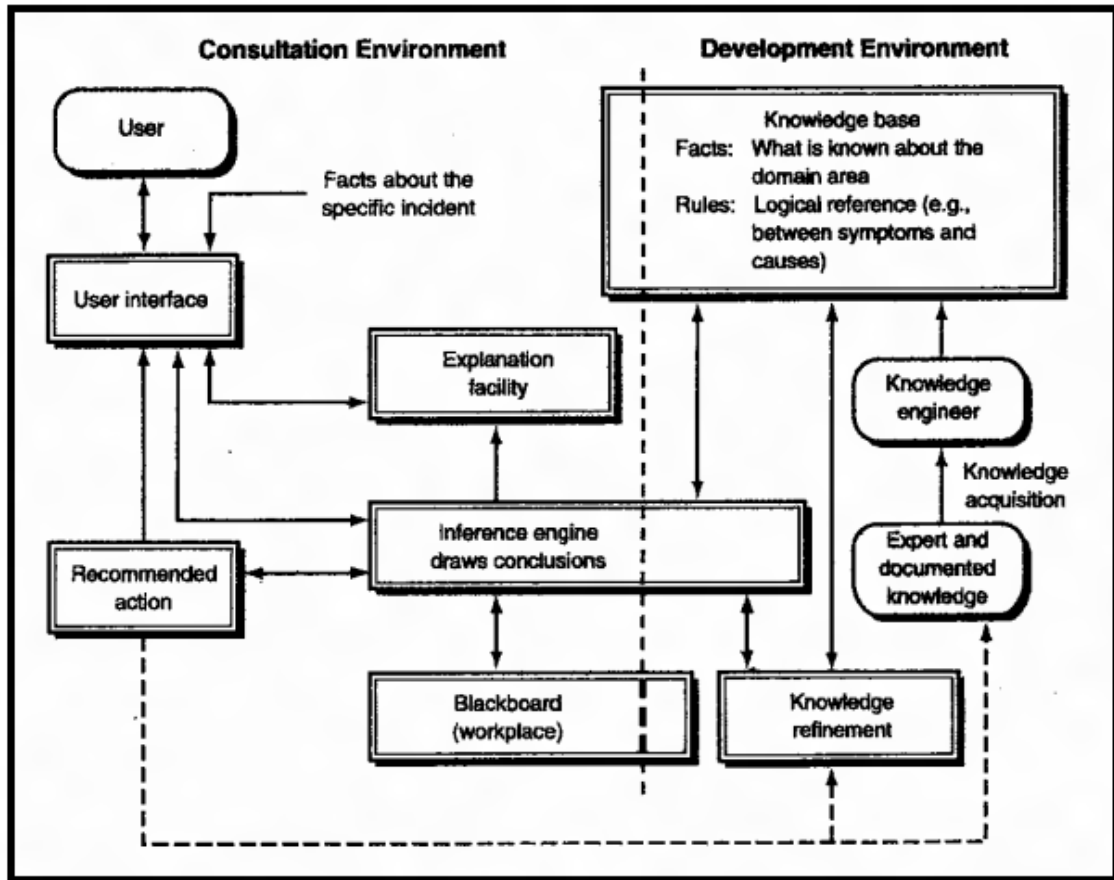 Consultation Environment
Development Environment
User
Facts about the
specific incident
User interface
Explanation
facility
Inference engine
draws conclusions
Recommended
action
Blackboard
(workplace)
Knowledge base
Facts: What is known about the
domain area
Rules: Logical reference (e.g.,
between symptoms and
causes)
Knowledge
engineer
Knowledge
acquisition
Expert and
documented
knowledge
Knowledge
refinement